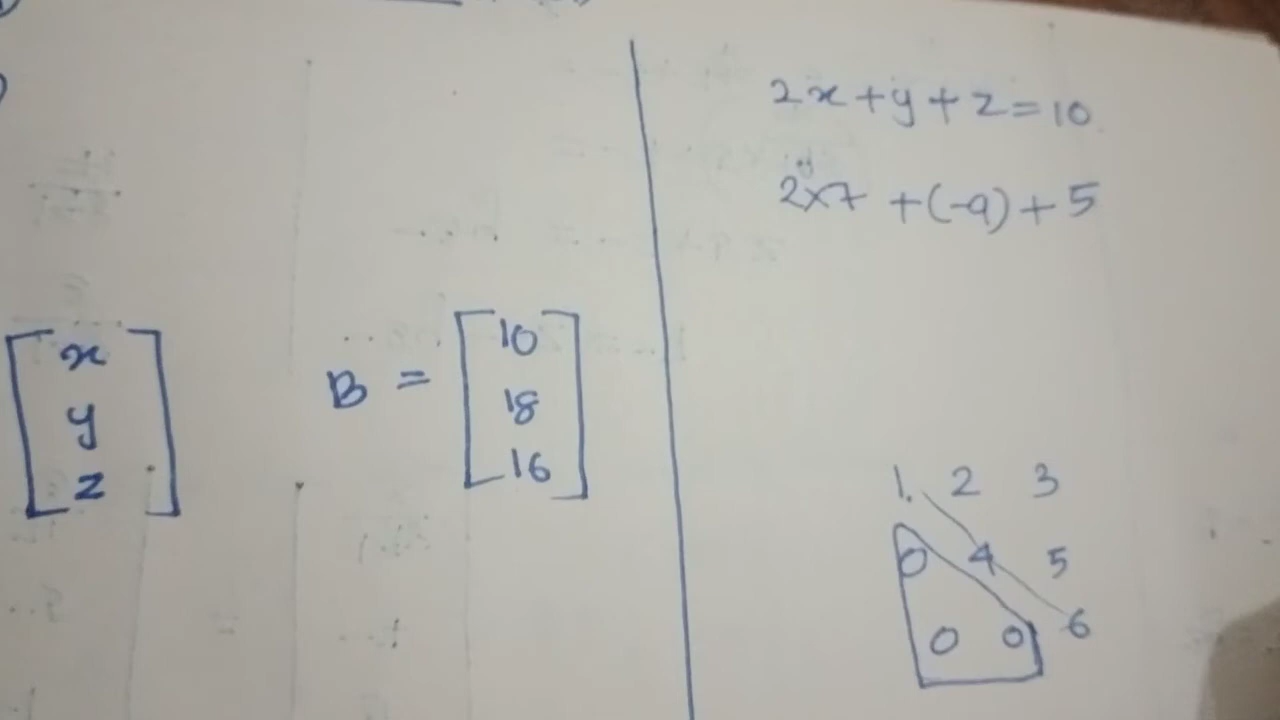 x
y
z
B = 10
18
16
2x+y+z=10
2x7 +(-9)+5
1. 2 3
0 4 5
0 0 6